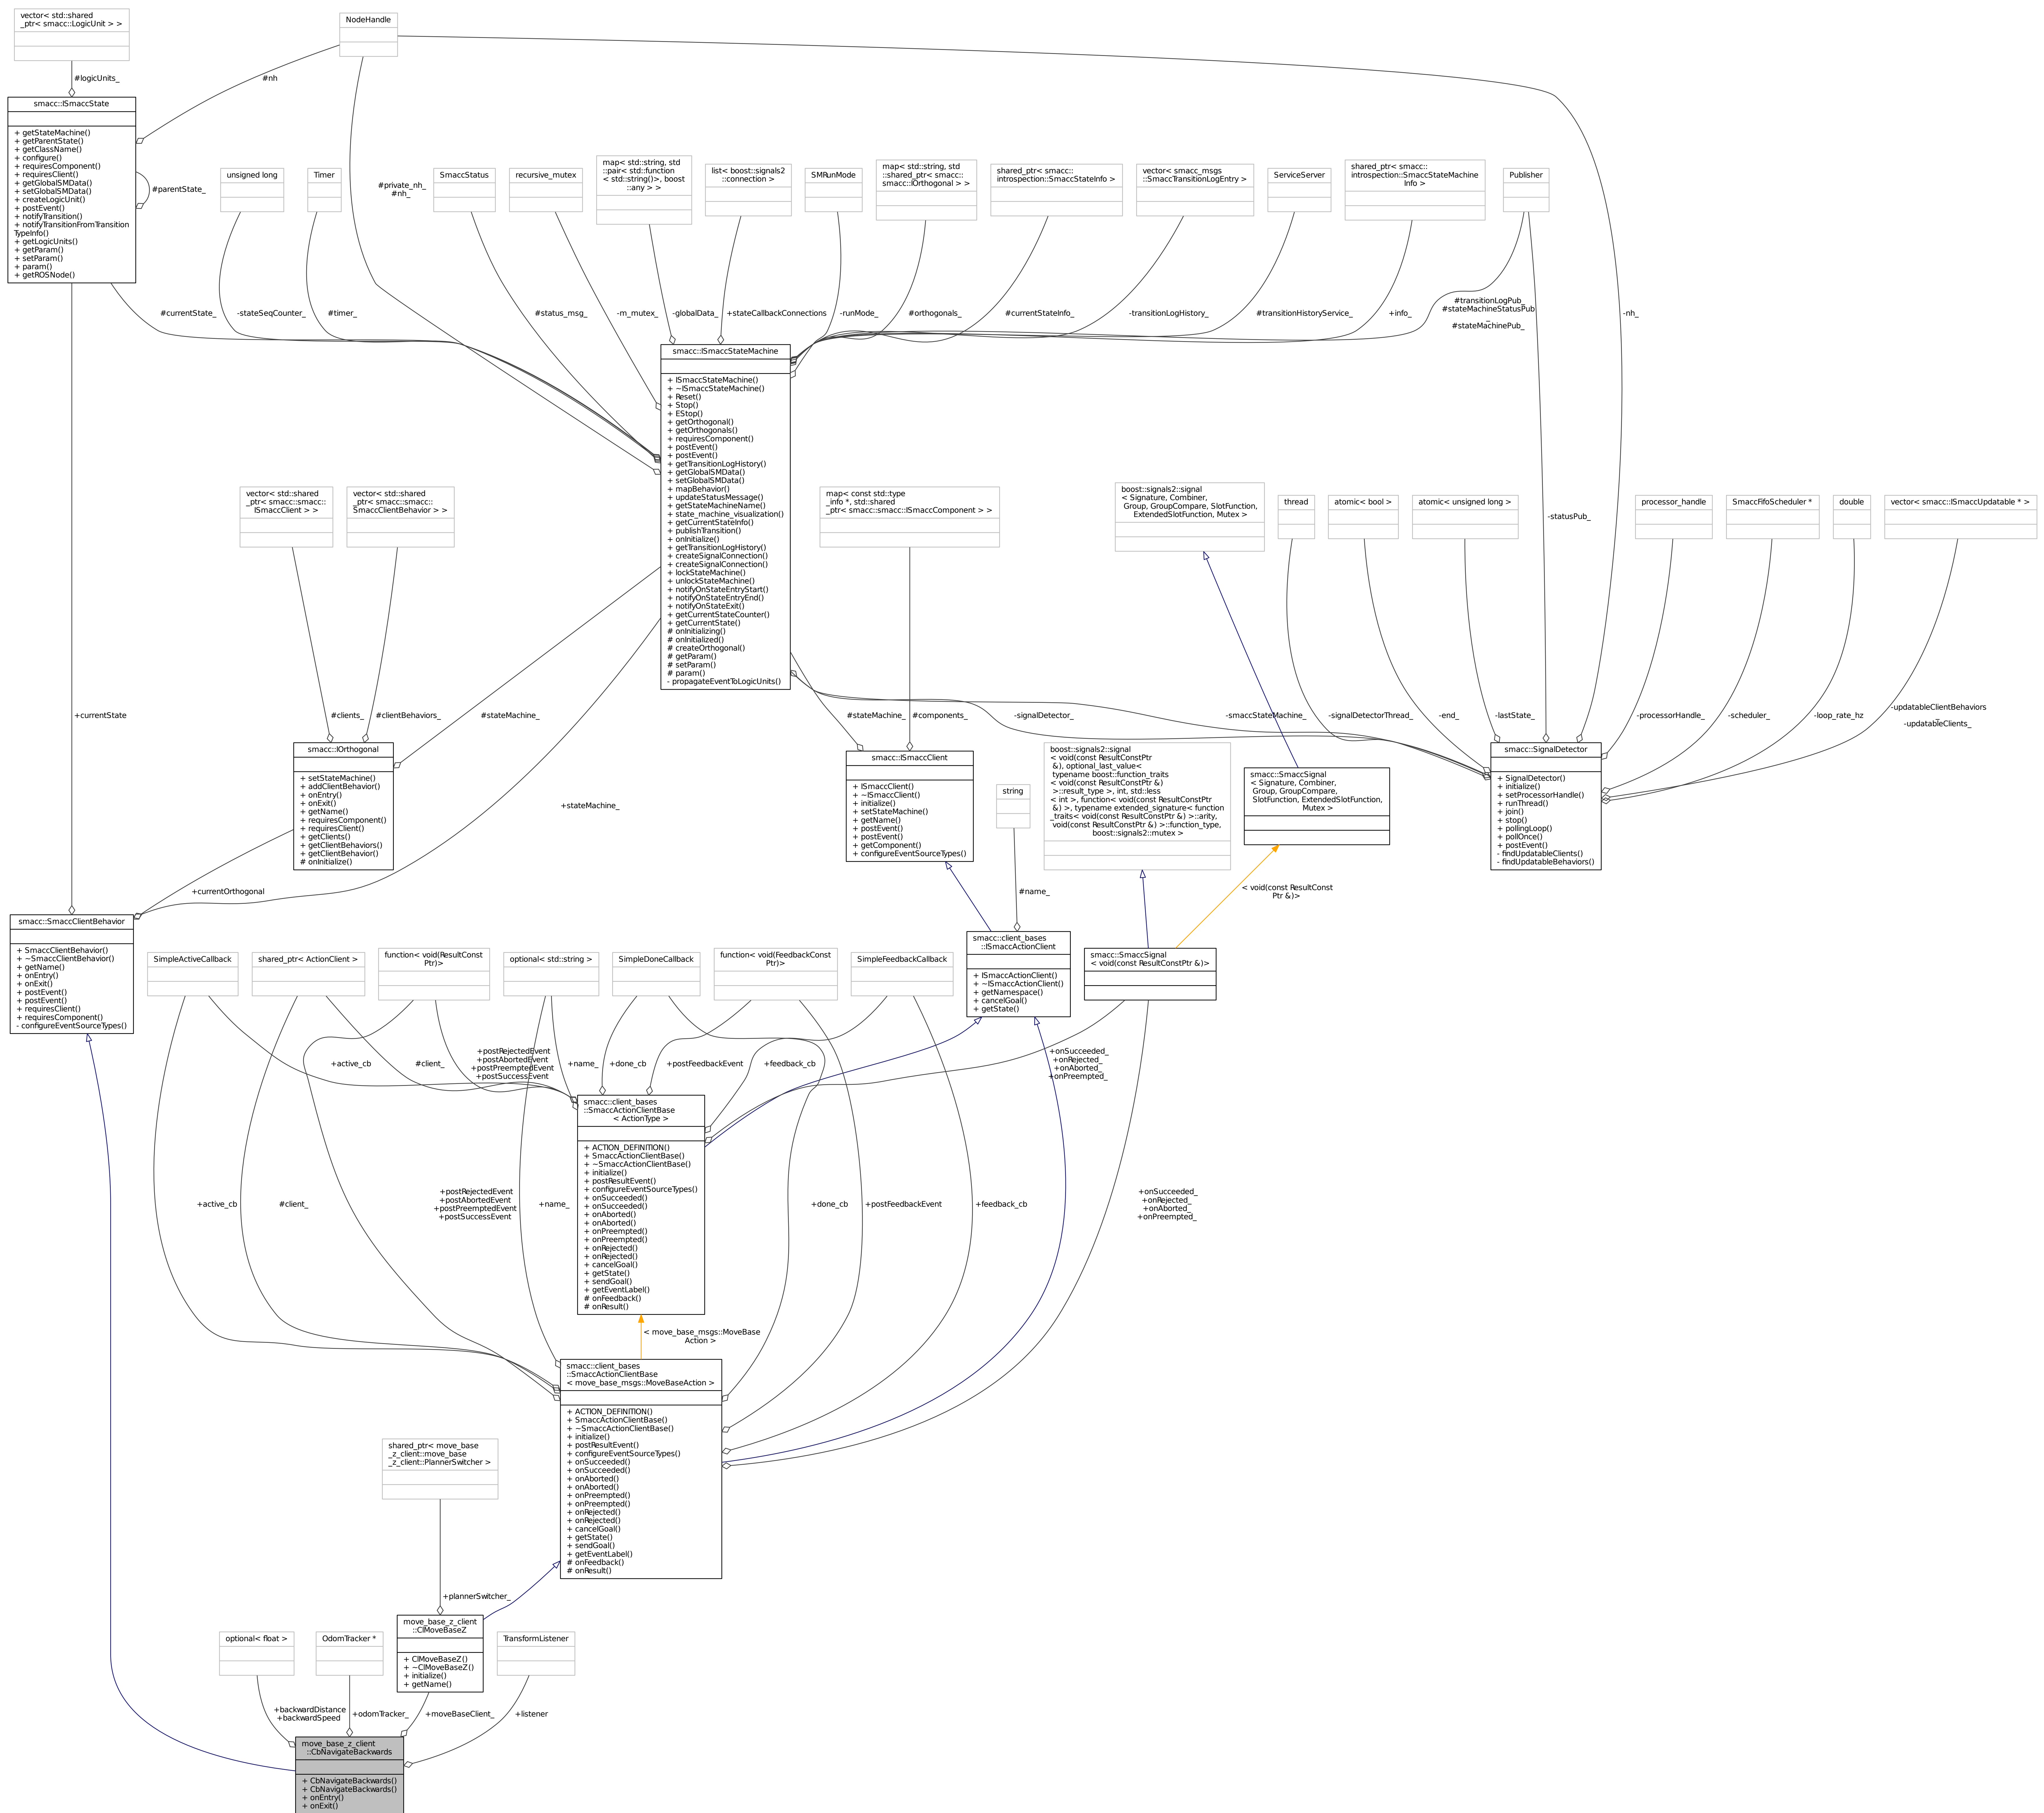 vector< std::shared
_ptr< smacc::LogicUnit > >
NodeHandle
#logicUnits_
#nh
smacc::ISmaccState
+ getStateMachine()
+ getParentState()
+ getClassName()
+ configure()
+ requiresComponent()
+ requiresClient()
+ getGlobalSMData()
+ setGlobalSMData()
+ createLogicUnit()
+ postEvent()
+ notifyTransition()
+ notifyTransitionFromTransition
TypeInfo()
+ getLogicUnits()
+ getParam()
+ setParam()
+ param()
+ getROSNode()
#parentState_
unsigned long
Timer
#private_nh_
#nh_
SmaccStatus
recursive_mutex
map< std::string, std
::pair< std::function
< std::string()>, boost
::any > >
list< boost::signals2
::connection >
SMRunMode
map< std::string, std
::shared_ptr< smacc::
smacc::IOrthogonal > >
shared_ptr< smacc::
introspection::SmaccStateInfo >
vector< smacc_msgs
::SmaccTransitionLogEntry >
ServiceServer
shared_ptr< smacc::
introspection::SmaccStateMachine
Info >
Publisher
#currentState_
-stateSeqCounter_
#timer_
#status_msg_
-m_mutex_
-globalData_
+stateCallbackConnections
-runMode_
#orthogonals_
#currentStateInfo_
-transitionLogHistory_
#transitionHistoryService_
+info_
#transitionLogPub_
#stateMachineStatusPub
_
#stateMachinePub_
-nh_
smacc::ISmaccStateMachine
+ ISmaccStateMachine()
+ ~ISmaccStateMachine()
+ Reset()
+ Stop()
+ EStop()
+ getOrthogonal()
+ getOrthogonals()
+ requiresComponent()
+ postEvent()
+ postEvent()
+ getTransitionLogHistory()
+ getGlobalSMData()
+ setGlobalSMData()
+ mapBehavior()
+ updateStatusMessage()
+ getStateMachineName()
+ state_machine_visualization()
+ getCurrentStateInfo()
+ publishTransition()
+ onInitialize()
+ getTransitionLogHistory()
+ createSignalConnection()
+ createSignalConnection()
+ lockStateMachine()
+ unlockStateMachine()
+ notifyOnStateEntryStart()
+ notifyOnStateEntryEnd()
+ notifyOnStateExit()
+ getCurrentStateCounter()
+ getCurrentState()
# onInitializing()
# onInitialized()
# createOrthogonal()
# getParam()
# setParam()
# param()
- propagateEventToLogicUnits()
vector< std::shared
_ptr< smacc::smacc::
ISmaccClient > >
vector< std::shared
_ptr< smacc::smacc::
SmaccClientBehavior > >
map< const std::type
_info *, std::shared
_ptr< smacc::smacc::ISmaccComponent > >
boost::signals2::signal
< Signature, Combiner,
Group, GroupCompare, SlotFunction,
ExtendedSlotFunction, Mutex >
thread
atomic< bool >
atomic< unsigned long >
-statusPub_
processor_handle
SmaccFifoScheduler *
double
vector< smacc::ISmaccUpdatable * >
+currentState
#clients_
#clientBehaviors_
#stateMachine_
#stateMachine_
#components_
-signalDetector_
-smaccStateMachine_
-signalDetectorThread_
-end_
-lastState_
-processorHandle_
-scheduler_
-loop_rate_hz
-updatableClientBehaviors
_
-updatableClients_
smacc::IOrthogonal
+ setStateMachine()
+ addClientBehavior()
+ onEntry()
+ onExit()
+ getName()
+ requiresComponent()
+ requiresClient()
+ getClients()
+ getClientBehaviors()
+ getClientBehavior()
# onInitialize()
+stateMachine_
smacc::ISmaccClient
+ ISmaccClient()
+ ~ISmaccClient()
+ initialize()
+ setStateMachine()
+ getName()
+ postEvent()
+ postEvent()
+ getComponent()
+ configureEventSourceTypes()
string
boost::signals2::signal
< void(const ResultConstPtr
&), optional_last_value<
typename boost::function_traits
< void(const ResultConstPtr &)
>::result_type >, int, std::less
< int >, function< void(const ResultConstPtr
&) >, typename extended_signature< function
_traits< void(const ResultConstPtr &) >::arity,
void(const ResultConstPtr &) >::function_type,
boost::signals2::mutex >
smacc::SmaccSignal
< Signature, Combiner,
Group, GroupCompare,
SlotFunction, ExtendedSlotFunction,
Mutex >
smacc::SignalDetector
+ SignalDetector()
+ initialize()
+ setProcessorHandle()
+ runThread()
+ join()
+ stop()
+ pollingLoop()
+ pollOnce()
+ postEvent()
- findUpdatableClients()
- findUpdatableBehaviors()
+currentOrthogonal
#name_
< void(const ResultConst
Ptr &)>
smacc::SmaccClientBehavior
+ SmaccClientBehavior()
+ ~SmaccClientBehavior()
+ getName()
+ onEntry()
+ onExit()
+ postEvent()
+ postEvent()
+ requiresClient()
+ requiresComponent()
- configureEventSourceTypes()
SimpleActiveCallback
shared_ptr< ActionClient >
function< void(ResultConst
Ptr)>
optional< std::string >
SimpleDoneCallback
function< void(FeedbackConst
Ptr)>
SimpleFeedbackCallback
smacc::client_bases
::ISmaccActionClient
+ ISmaccActionClient()
+ ~ISmaccActionClient()
+ getNamespace()
+ cancelGoal()
+ getState()
smacc::SmaccSignal
< void(const ResultConstPtr &)>
+active_cb
#client_
+postRejectedEvent
+postAbortedEvent
+postPreemptedEvent
+postSuccessEvent
+name_
+done_cb
+postFeedbackEvent
+feedback_cb
+onSucceeded_
+onRejected_
+onAborted_
+onPreempted_
smacc::client_bases
::SmaccActionClientBase
< ActionType >
+ ACTION_DEFINITION()
+ SmaccActionClientBase()
+ ~SmaccActionClientBase()
+ initialize()
+ postResultEvent()
+ configureEventSourceTypes()
+ onSucceeded()
+ onSucceeded()
+ onAborted()
+ onAborted()
+ onPreempted()
+ onPreempted()
+ onRejected()
+ onRejected()
+ cancelGoal()
+ getState()
+ sendGoal()
+ getEventLabel()
# onFeedback()
# onResult()
+active_cb
#client_
+postRejectedEvent
+postAbortedEvent
+postPreemptedEvent
+postSuccessEvent
+name_
+done_cb
+postFeedbackEvent
+feedback_cb
+onSucceeded_
+onRejected_
+onAborted_
+onPreempted_
< move_base_msgs::MoveBase
Action >
smacc::client_bases
::SmaccActionClientBase
< move_base_msgs::MoveBaseAction >
+ ACTION_DEFINITION()
+ SmaccActionClientBase()
+ ~SmaccActionClientBase()
+ initialize()
+ postResultEvent()
+ configureEventSourceTypes()
+ onSucceeded()
+ onSucceeded()
+ onAborted()
+ onAborted()
+ onPreempted()
+ onPreempted()
+ onRejected()
+ onRejected()
+ cancelGoal()
+ getState()
+ sendGoal()
+ getEventLabel()
# onFeedback()
# onResult()
shared_ptr< move_base
_z_client::move_base
_z_client::PlannerSwitcher >
+plannerSwitcher_
optional< float >
OdomTracker *
move_base_z_client
::ClMoveBaseZ
+ ClMoveBaseZ()
+ ~ClMoveBaseZ()
+ initialize()
+ getName()
TransformListener
+backwardDistance
+backwardSpeed
+odomTracker_
+moveBaseClient_
+listener
move_base_z_client
::CbNavigateBackwards
+ CbNavigateBackwards()
+ CbNavigateBackwards()
+ onEntry()
+ onExit()